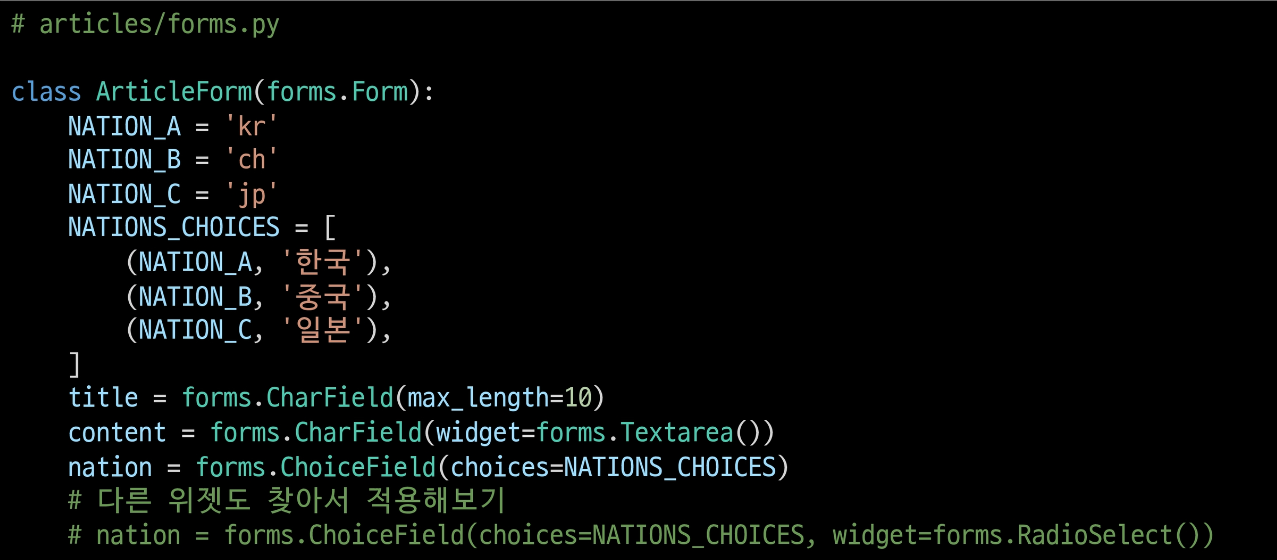 # articles/forms.py
class ArticleForm(forms.Form):
    NATION_A = 'kr'
    NATION_B = 'ch'
    NATION_C = 'jp'
    NATIONS_CHOICES = [
        (NATION_A, '한국'),
        (NATION_B, '중국'),
        (NATION_C, '일본'),
    ]
    title = forms.CharField(max_length=10)
    content = forms.CharField(widget=forms.Textarea())
    nation = forms.ChoiceField(choices=NATIONS_CHOICES)
    # 다른 위젯도 찾아서 적용해보기
    # nation = forms.ChoiceField(choices=NATIONS_CHOICES, widget=forms.RadioSelect())